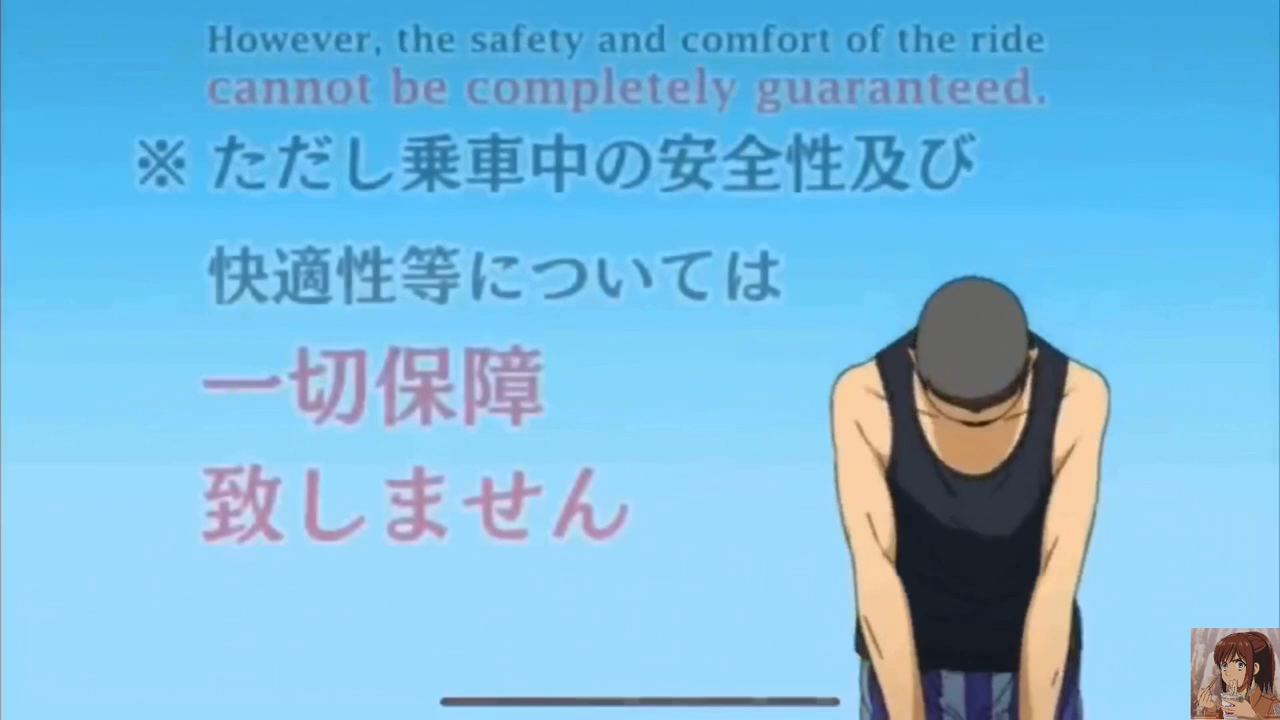 However, the safety and comfort of the ride
cannot be completely guaranteed.
※ ただし乗車中の安全性及び
快適性等については
一切保障
致しません